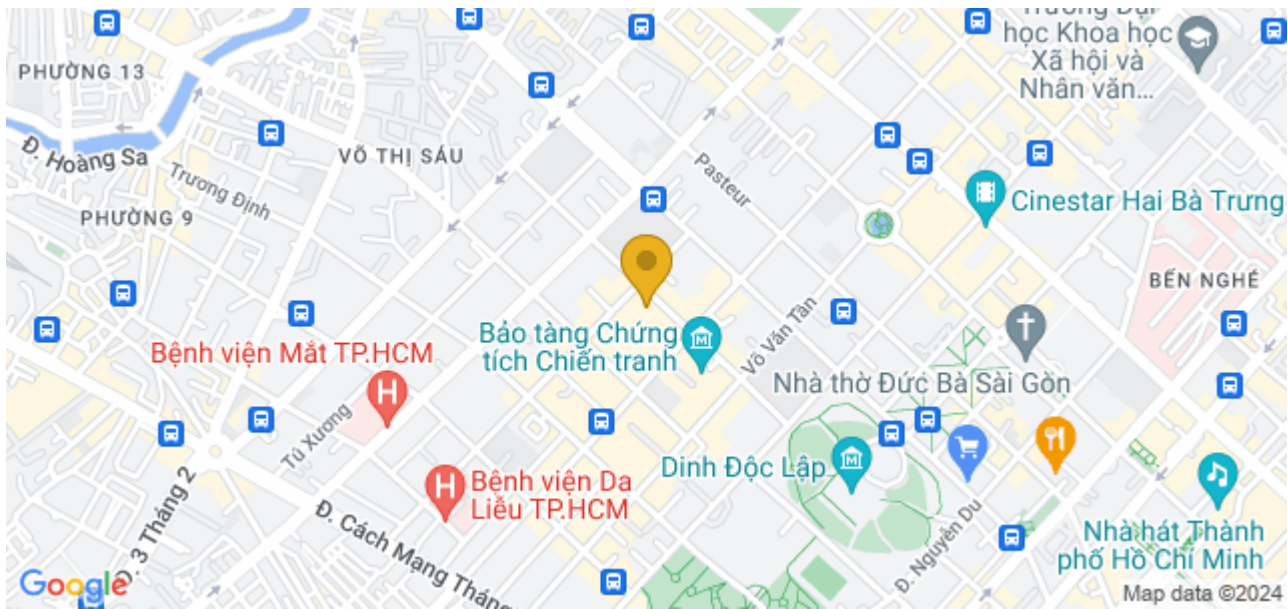 Trường Đại
học Khoa học
Xã hội và
Nhân văn...
PHƯỜNG 13
Đ. Hoàng Sa
Trương Định
VÕ THỊ SÁU
Pasteur
PHƯỜNG 9
Cinestar Hai Bà Trưng
BẾN NGHÉ
Bảo tàng Chứng
tích Chiến tranh
Võ Văn Tần
Bệnh viện Mắt TP.HCM
Nhà thờ Đức Bà Sài Gòn
Tú Xương
Dinh Độc Lập
Bệnh viện Da
Liễu TP.HCM
Đ. 3 Tháng 2
Đ. Cách Mạng Tháng
Đ. Nguyễn Du
Nhà hát Thành
phố Hồ Chí Minh
Google
Map data ©2024